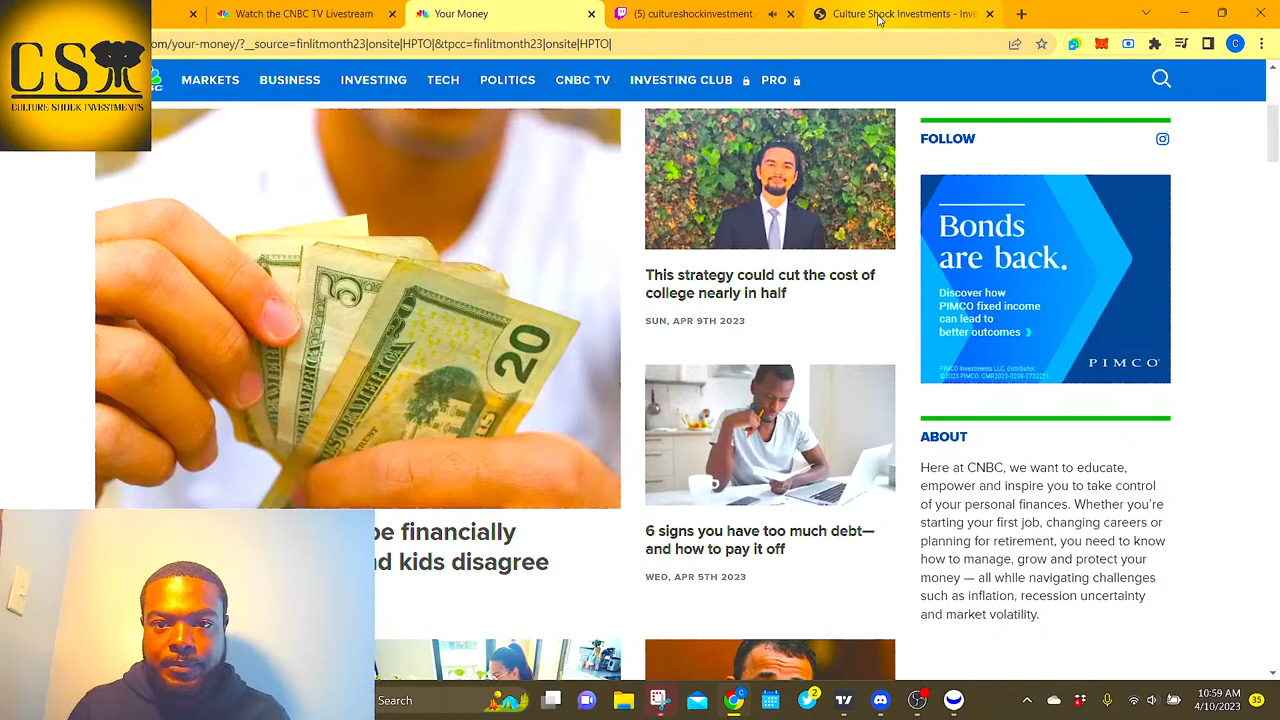 Watch the CNBC TV Livestream
Your Money
(5) cultureshockinvestment -
Culture Shock Investments - Inve
om/your-money/?__source=finlitmonth23|onsite|HPTO|&tpcc=finlitmonth23|onsite|HPTO|
CS
CULTURE SHOCK INVESTMENTS
MARKETS BUSINESS INVESTING TECH POLITICS CNBC TV INVESTING CLUB PRO
This strategy could cut the cost of
college nearly in half
SUN, APR 9TH 2023
6 signs you have too much debt—
and how to pay it off
WED, APR 5TH 2023
be financially
nd kids disagree
20
FOLLOW
Bonds
are back.
Discover how
PIMCO fixed income
can lead to
better outcomes
PIMCO
PIMCO Investments LLC, distributor.
ABOUT
Here at CNBC, we want to educate,
empower and inspire you to take control
of your personal finances. Whether you're
starting your first job, changing careers or
planning for retirement, you need to know
how to manage, grow and protect your
money — all while navigating challenges
such as inflation, recession uncertainty
and market volatility.
Search
2
10:59 AM
4/10/2023
35